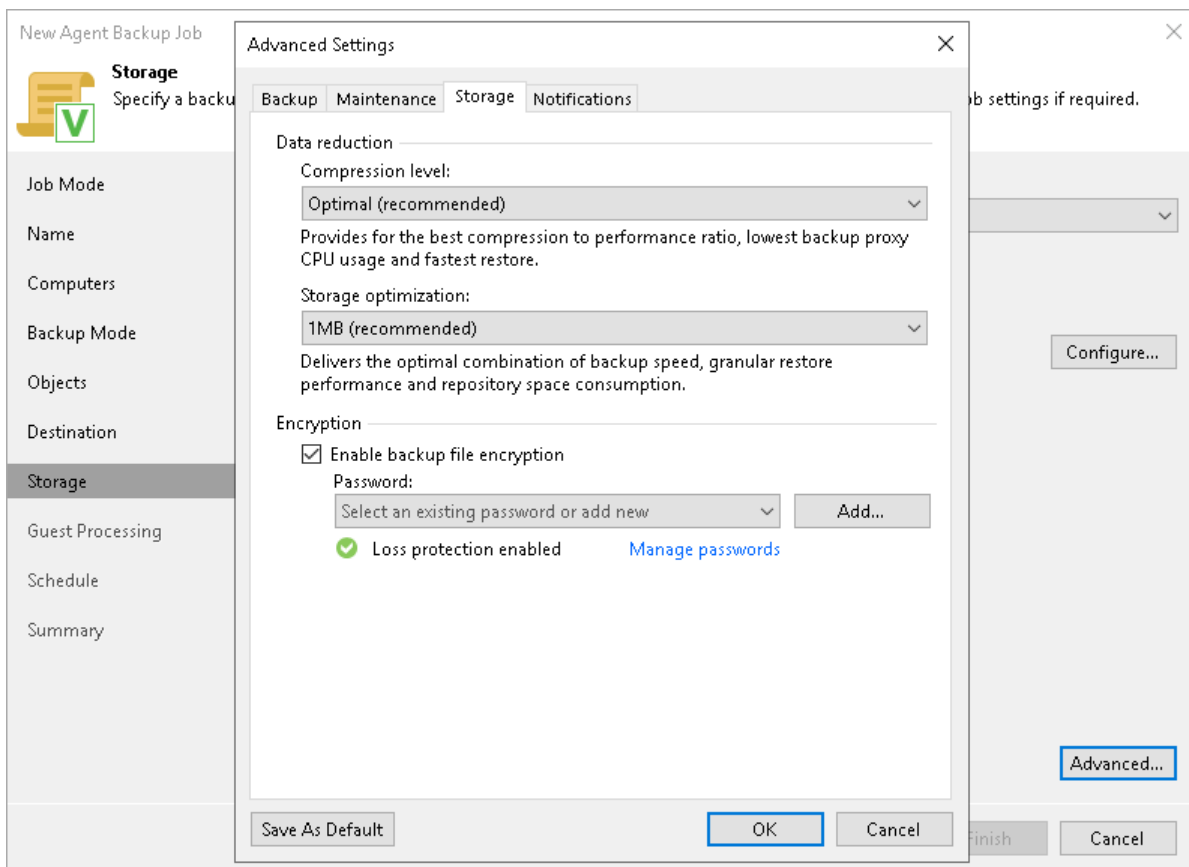 New Agent Backup Job
Storage
Specify a backu
b settings if required.
Job Mode
Name
Computers
Backup Mode
Objects
Destination
Storage
Guest Processing
Schedule
Summary
Configure...
Advanced...
Finish
Cancel
Advanced Settings
Backup
Maintenance
Storage
Notifications
Data reduction
Compression level:
Optimal (recommended)
Provides for the best compression to performance ratio, lowest backup proxy
CPU usage and fastest restore.
Storage optimization:
1MB (recommended)
Delivers the optimal combination of backup speed, granular restore
performance and repository space consumption.
Encryption
Enable backup file encryption
Password:
Select an existing password or add new
Add...
Loss protection enabled
Manage passwords
Save As Default
OK
Cancel
V